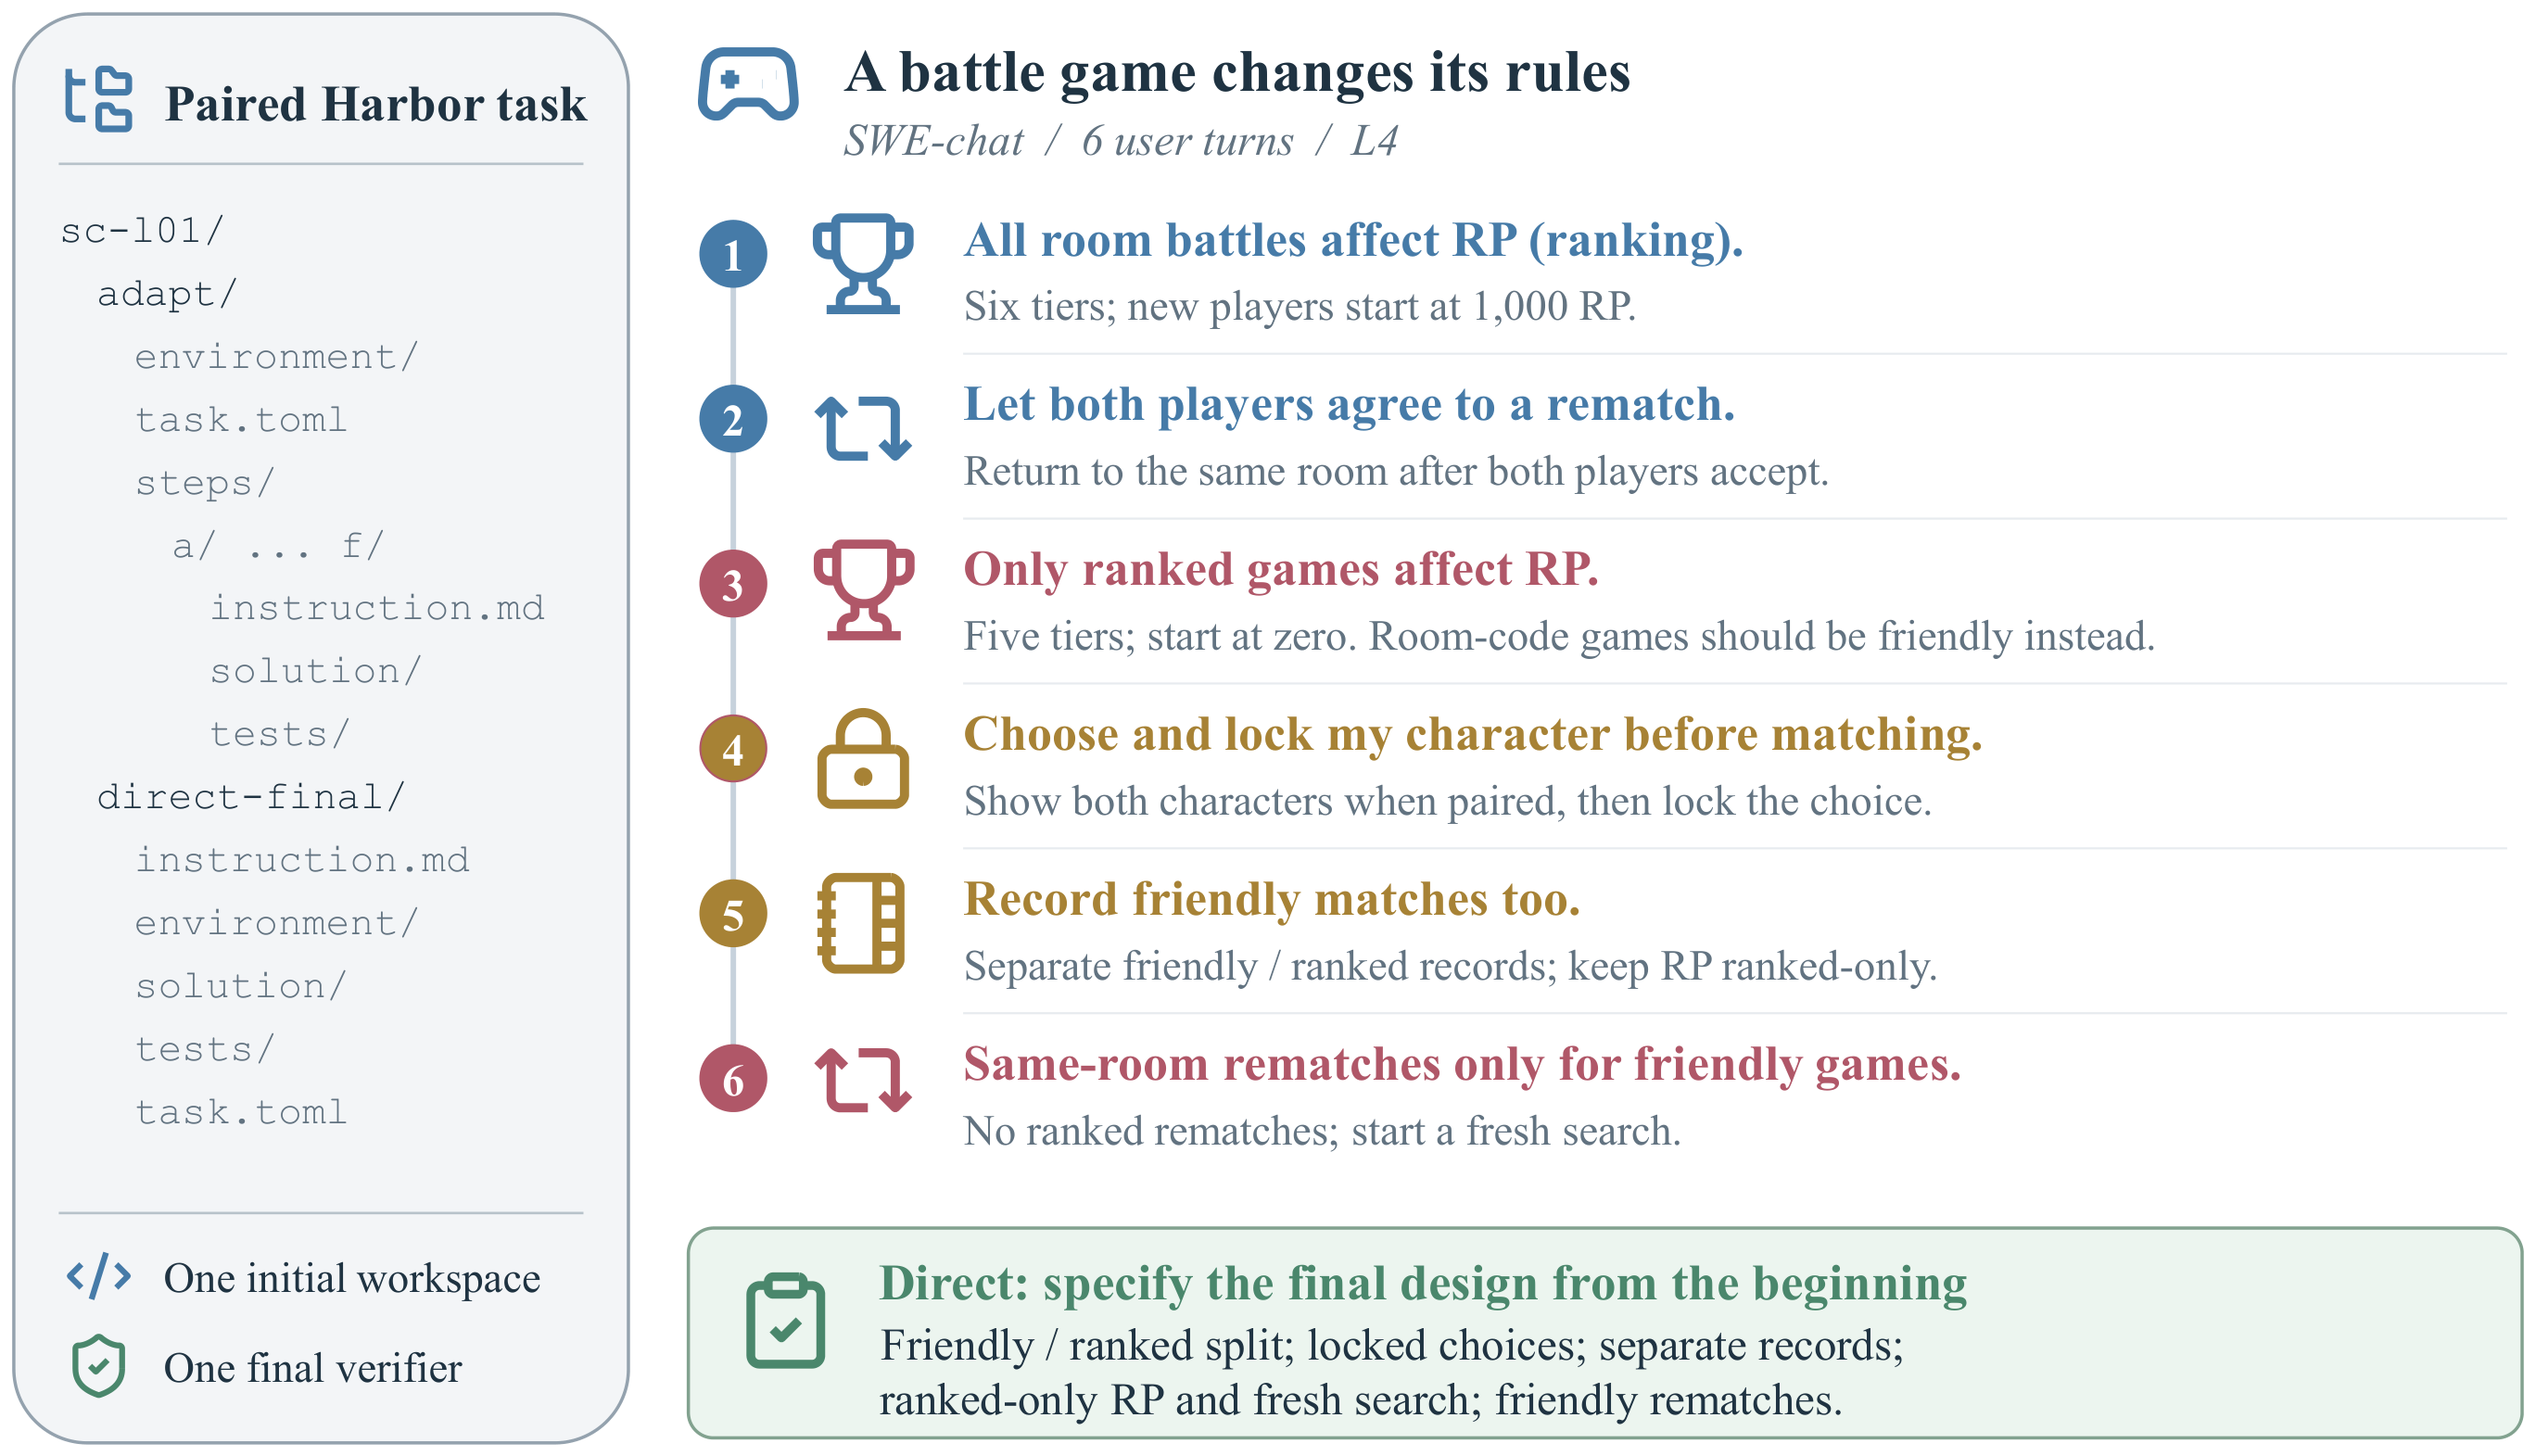 Paired Harbor task
sc-l01/
adapt/
environment/
task.toml
steps/
a/ ... f/
instruction.md
solution/
tests/
direct-final/
instruction.md
environment/
solution/
tests/
task.toml
One initial workspace
One final verifier
A battle game changes its rules
SWE-chat / 6 user turns / L4
1
All room battles affect RP (ranking).
Six tiers; new players start at 1,000 RP.
2
Let both players agree to a rematch.
Return to the same room after both players accept.
3
Only ranked games affect RP.
Five tiers; start at zero. Room-code games should be friendly instead.
4
Choose and lock my character before matching.
Show both characters when paired, then lock the choice.
5
Record friendly matches too.
Separate friendly / ranked records; keep RP ranked-only.
6
Same-room rematches only for friendly games.
No ranked rematches; start a fresh search.
Direct: specify the final design from the beginning
Friendly / ranked split; locked choices; separate records;
ranked-only RP and fresh search; friendly rematches.